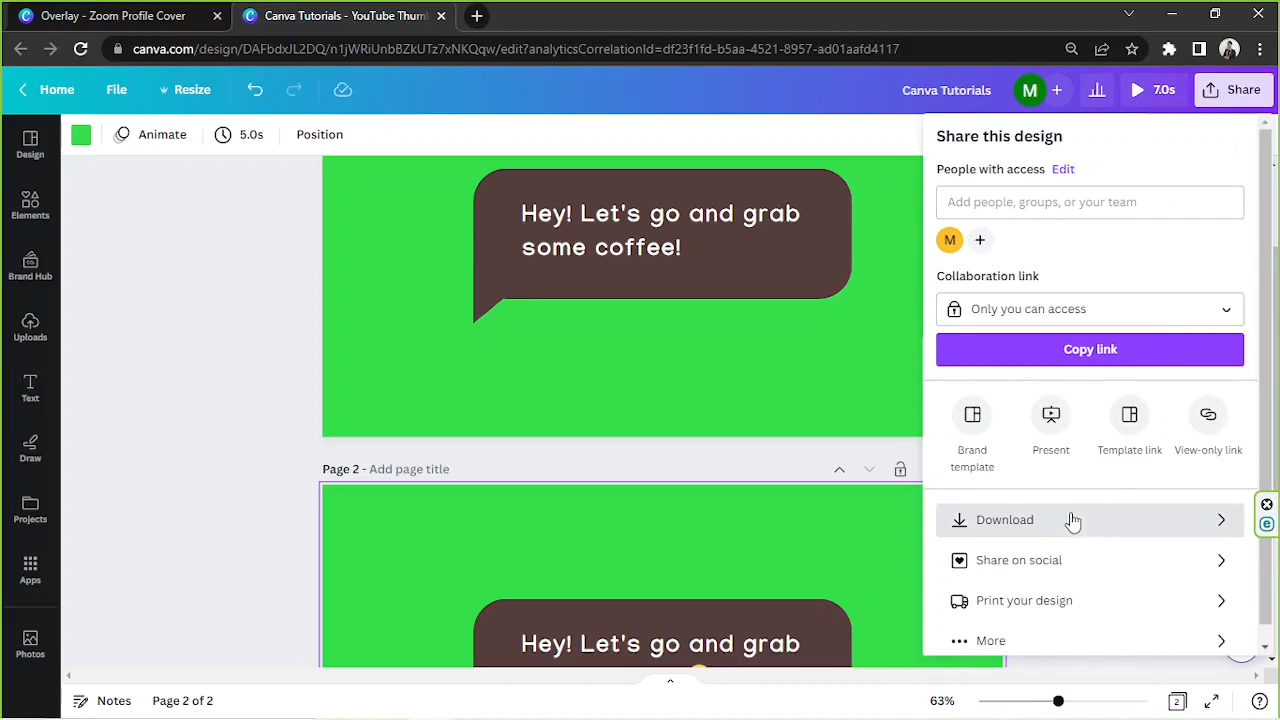 Overlay - Zoom Profile Cover
Canva Tutorials - YouTube Thum
canva.com/design/DAFbdxJL2DQ/n1jWRiUnbBZkUTz7xNKQqw/edit?analyticsCorrelationId=df23f1fd-b5aa-4521-8957-ad01aafd4117
Home
File
Resize
Canva Tutorials
M
7.0s
Share
Design
Elements
Brand Hub
Uploads
Text
Draw
Projects
Apps
Photos
Animate
5.0s
Position
Hey! Let's go and grab
some coffee!
Page 2 - Add page title
Hey! Let's go and grab
Share this design
People with access Edit
Add people, groups, or your team
M
Collaboration link
Only you can access
Copy link
Brand
template
Present
Template link
View-only link
Download
Share on social
Print your design
More
Notes
Page 2 of 2
63%
2